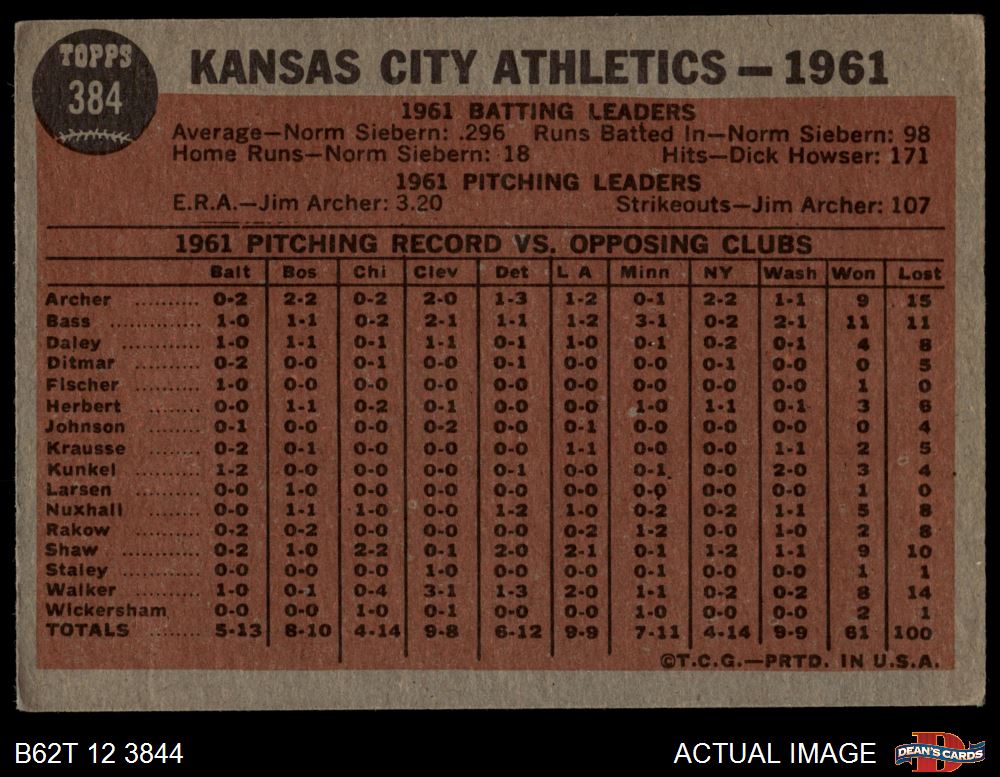 TOPPS
384
KANSAS CITY ATHLETICS — 1961
1961 BATTING LEADERS
Average—Norm Siebern: .296 Runs Batted In—Norm Siebern: 98
Home Runs—Norm Siebern: 18 Hits—Dick Howser: 171
1961 PITCHING LEADERS
E.R.A.—Jim Archer: 3.20 Strikeouts—Jim Archer: 107
1961 PITCHING RECORD VS. OPPOSING CLUBS
Balt Bos Chi Clev Det L A Minn NY Wash Won Lost
Archer .......... 0-2 2-2 0-2 2-0 1-3 1-2 0-1 2-2 1-1 9 15
Bass .............. 1-0 1-1 0-2 2-1 1-1 1-2 3-1 0-2 2-1 11 11
Daley ........... 1-0 1-1 0-1 1-1 0-1 1-0 0-1 0-2 0-1 4 8
Ditmar .......... 0-2 0-0 0-1 0-0 0-1 0-0 0-0 0-1 0-0 0 5
Fischer .......... 1-0 0-0 0-0 0-0 0-0 0-0 0-0 0-0 0-0 1 0
Herbert ........ 0-0 1-1 0-2 0-1 0-0 0-0 1-0 1-1 0-1 3 6
Johnson ........ 0-1 0-0 0-0 0-2 0-0 0-1 0-0 0-0 0-0 0 4
Krausse ........ 0-2 0-1 0-0 0-0 0-0 1-1 0-0 0-0 1-1 2 5
Kunkel .......... 1-2 0-0 0-0 0-0 0-1 0-0 0-1 0-0 2-0 3 4
Larsen .......... 0-0 1-0 0-0 0-0 0-0 0-0 0-0 0-0 0-0 1 0
Nuxhall ........ 0-0 1-1 1-0 0-0 1-2 1-0 0-2 0-2 1-1 5 8
Rakow .......... 0-2 0-2 0-0 0-0 0-0 0-2 1-2 1-0 0-0 2 8
Shaw ............ 0-2 1-0 2-2 0-1 2-0 2-1 0-1 1-2 1-1 9 10
Staley ............ 0-0 0-0 0-0 1-0 0-0 0-0 0-1 0-0 0-0 1 1
Walker .......... 1-0 0-1 0-4 3-1 1-3 2-0 1-1 0-2 0-2 8 14
Wickersham 0-0 0-0 1-0 0-1 0-0 0-0 1-0 0-0 0-0 2 1
TOTALS ........ 5-13 8-10 4-14 9-8 6-12 9-9 7-11 4-14 9-9 61 100
©T.C.G.—PRTD. IN U.S.A.
B62T 12 3844 ACTUAL IMAGE
D
DEAN'S CARDS